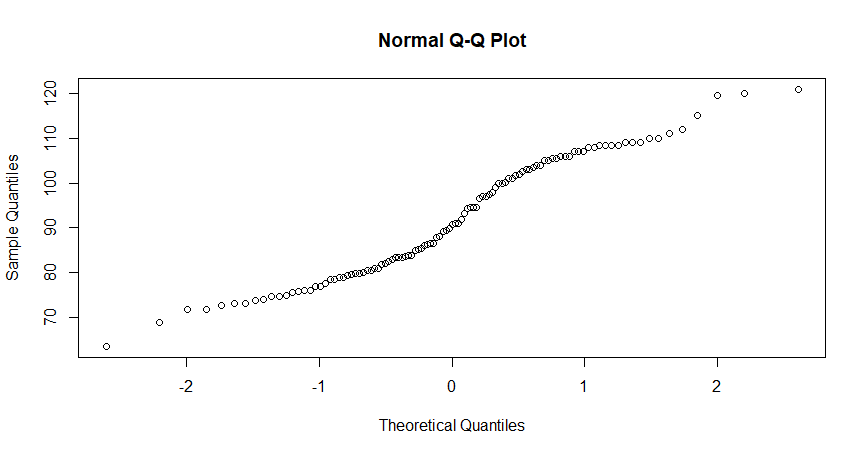 Normal Q-Q Plot
Sample Quantiles
120
110
100
90
80
70
-2 -1 0 1 2
Theoretical Quantiles